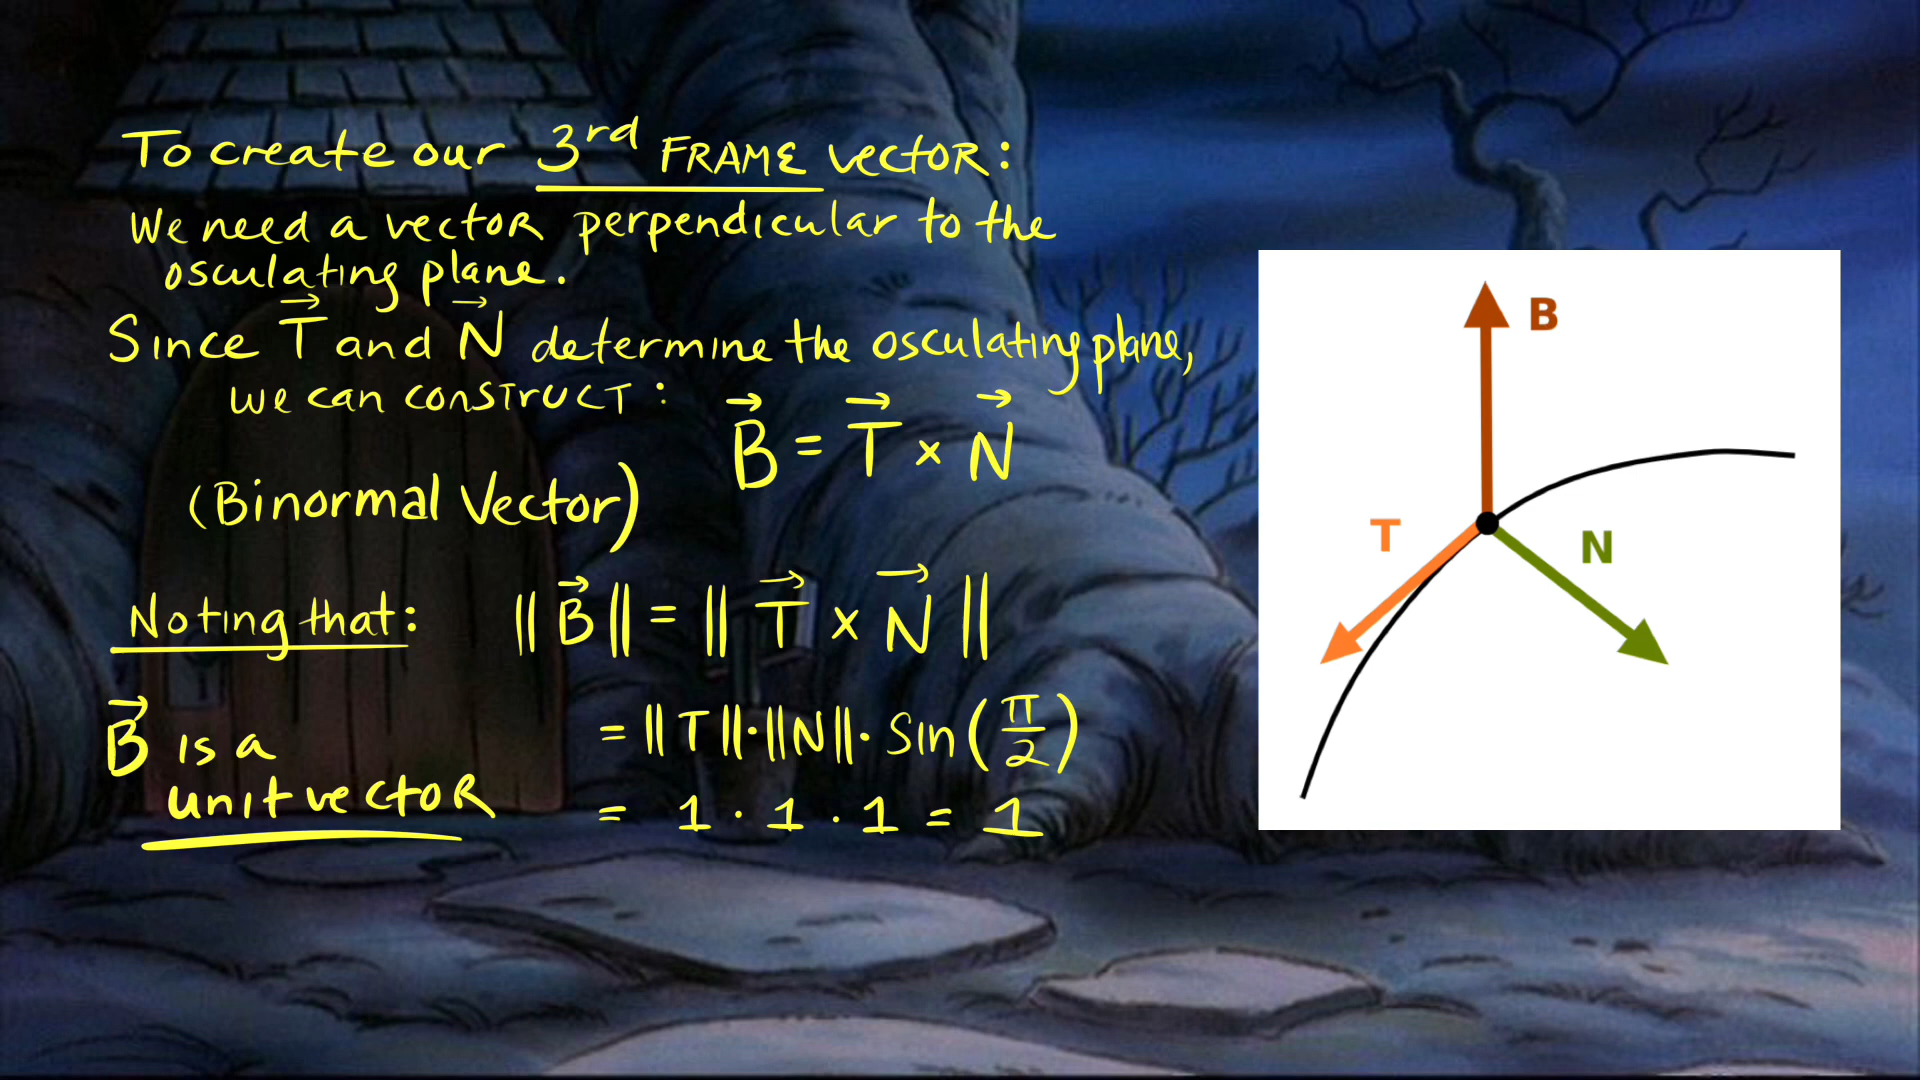 To create our 3rd FRAME vector:
We need a vector perpendicular to the
osculating plane.
Since T⃗ and N⃗ determine the osculating plane,
we can construct:
B⃗ = T⃗ × N⃗
(Binormal Vector)
Noting that: ‖B⃗‖ = ‖T⃗ × N⃗‖
B⃗ is a
unit vector
= ‖T‖·‖N‖· Sin(π/2)
= 1 · 1 · 1 = 1
B
T
N